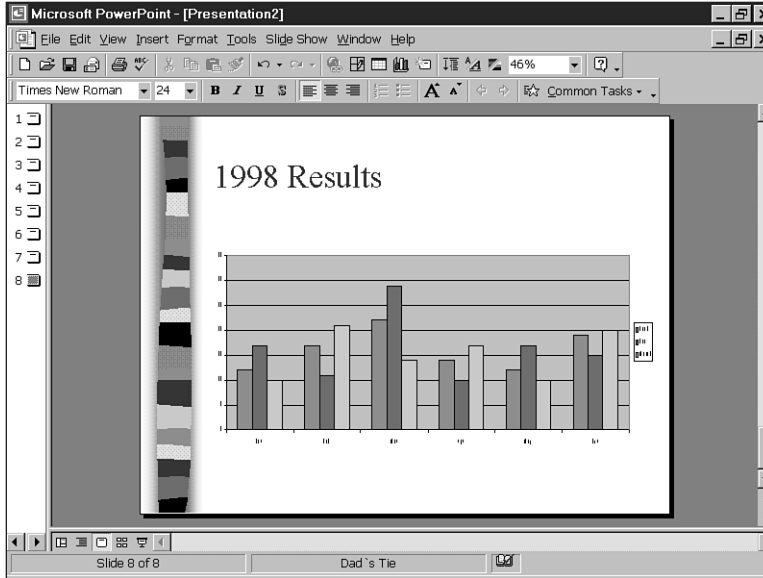 Microsoft PowerPoint - [Presentation2]
File Edit View Insert Format Tools Slide Show Window Help
46%
Times New Roman 24 B I U S A A Common Tasks
1
2
3
4
5
6
7
8
1998 Results
Slide 8 of 8 Dad`s Tie